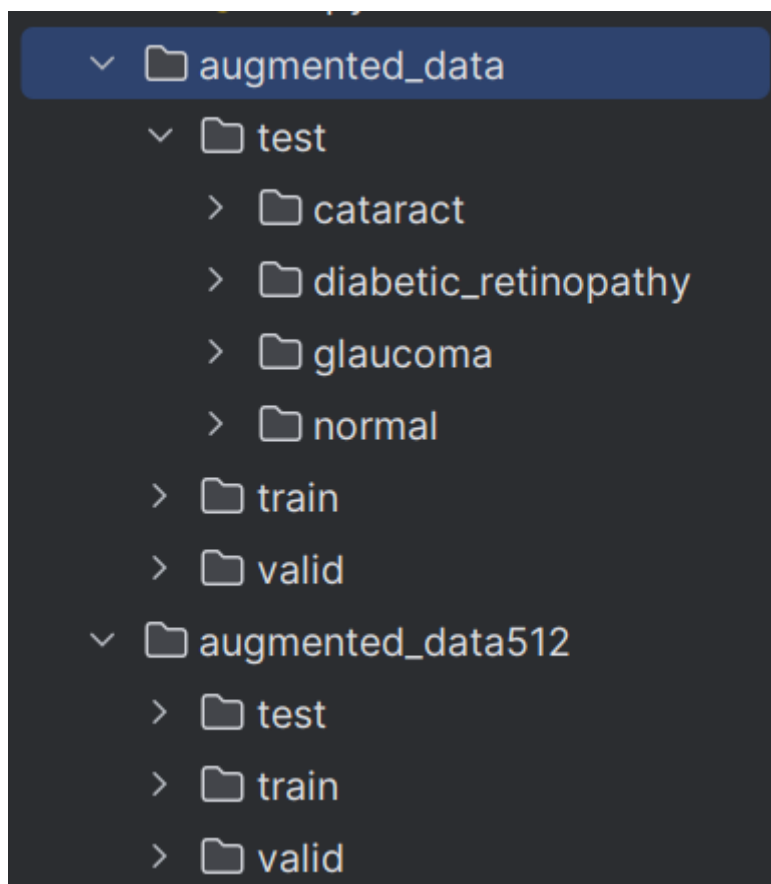 augmented_data
test
cataract
diabetic_retinopathy
glaucoma
normal
train
valid
augmented_data512
test
train
valid